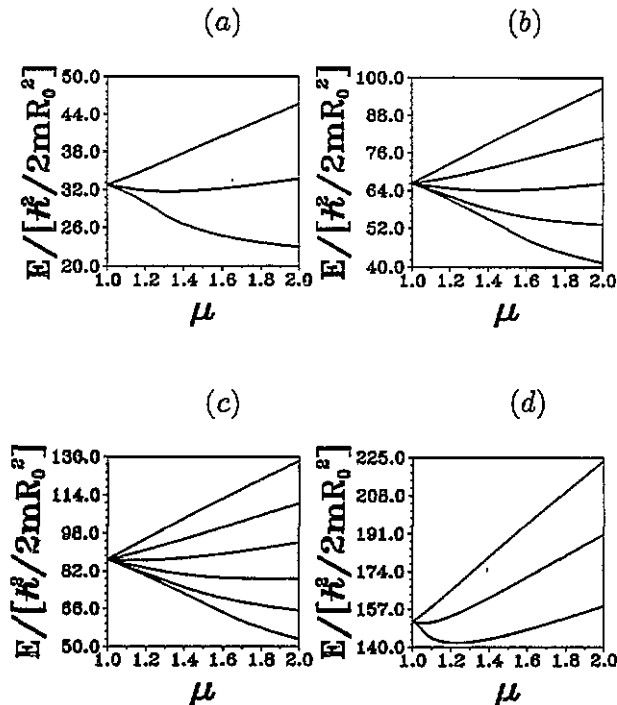 (a)
E/[ħ²/2mR₀²]
50.0
44.0
38.0
32.0
26.0
20.0
1.0 1.2 1.4 1.6 1.8 2.0
μ
(b)
E/[ħ²/2mR₀²]
100.0
88.0
76.0
64.0
52.0
40.0
1.0 1.2 1.4 1.6 1.8 2.0
μ
(c)
E/[ħ²/2mR₀²]
130.0
114.0
98.0
82.0
66.0
50.0
1.0 1.2 1.4 1.6 1.8 2.0
μ
(d)
E/[ħ²/2mR₀²]
225.0
208.0
191.0
174.0
157.0
140.0
1.0 1.2 1.4 1.6 1.8 2.0
μ